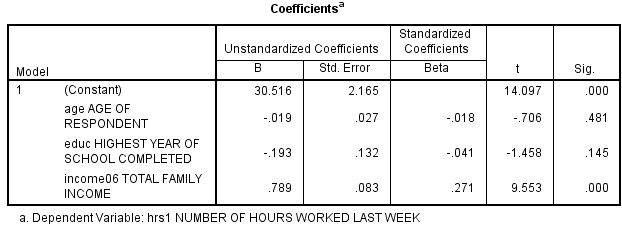 Coefficientsa
Unstandardized Coefficients Standardized Coefficients
Model B Std. Error Beta t Sig.
1 (Constant) 30.516 2.165 14.097 .000
age AGE OF RESPONDENT -.019 .027 -.018 -.706 .481
educ HIGHEST YEAR OF SCHOOL COMPLETED -.193 .132 -.041 -1.458 .145
income06 TOTAL FAMILY INCOME .789 .083 .271 9.553 .000
a. Dependent Variable: hrs1 NUMBER OF HOURS WORKED LAST WEEK